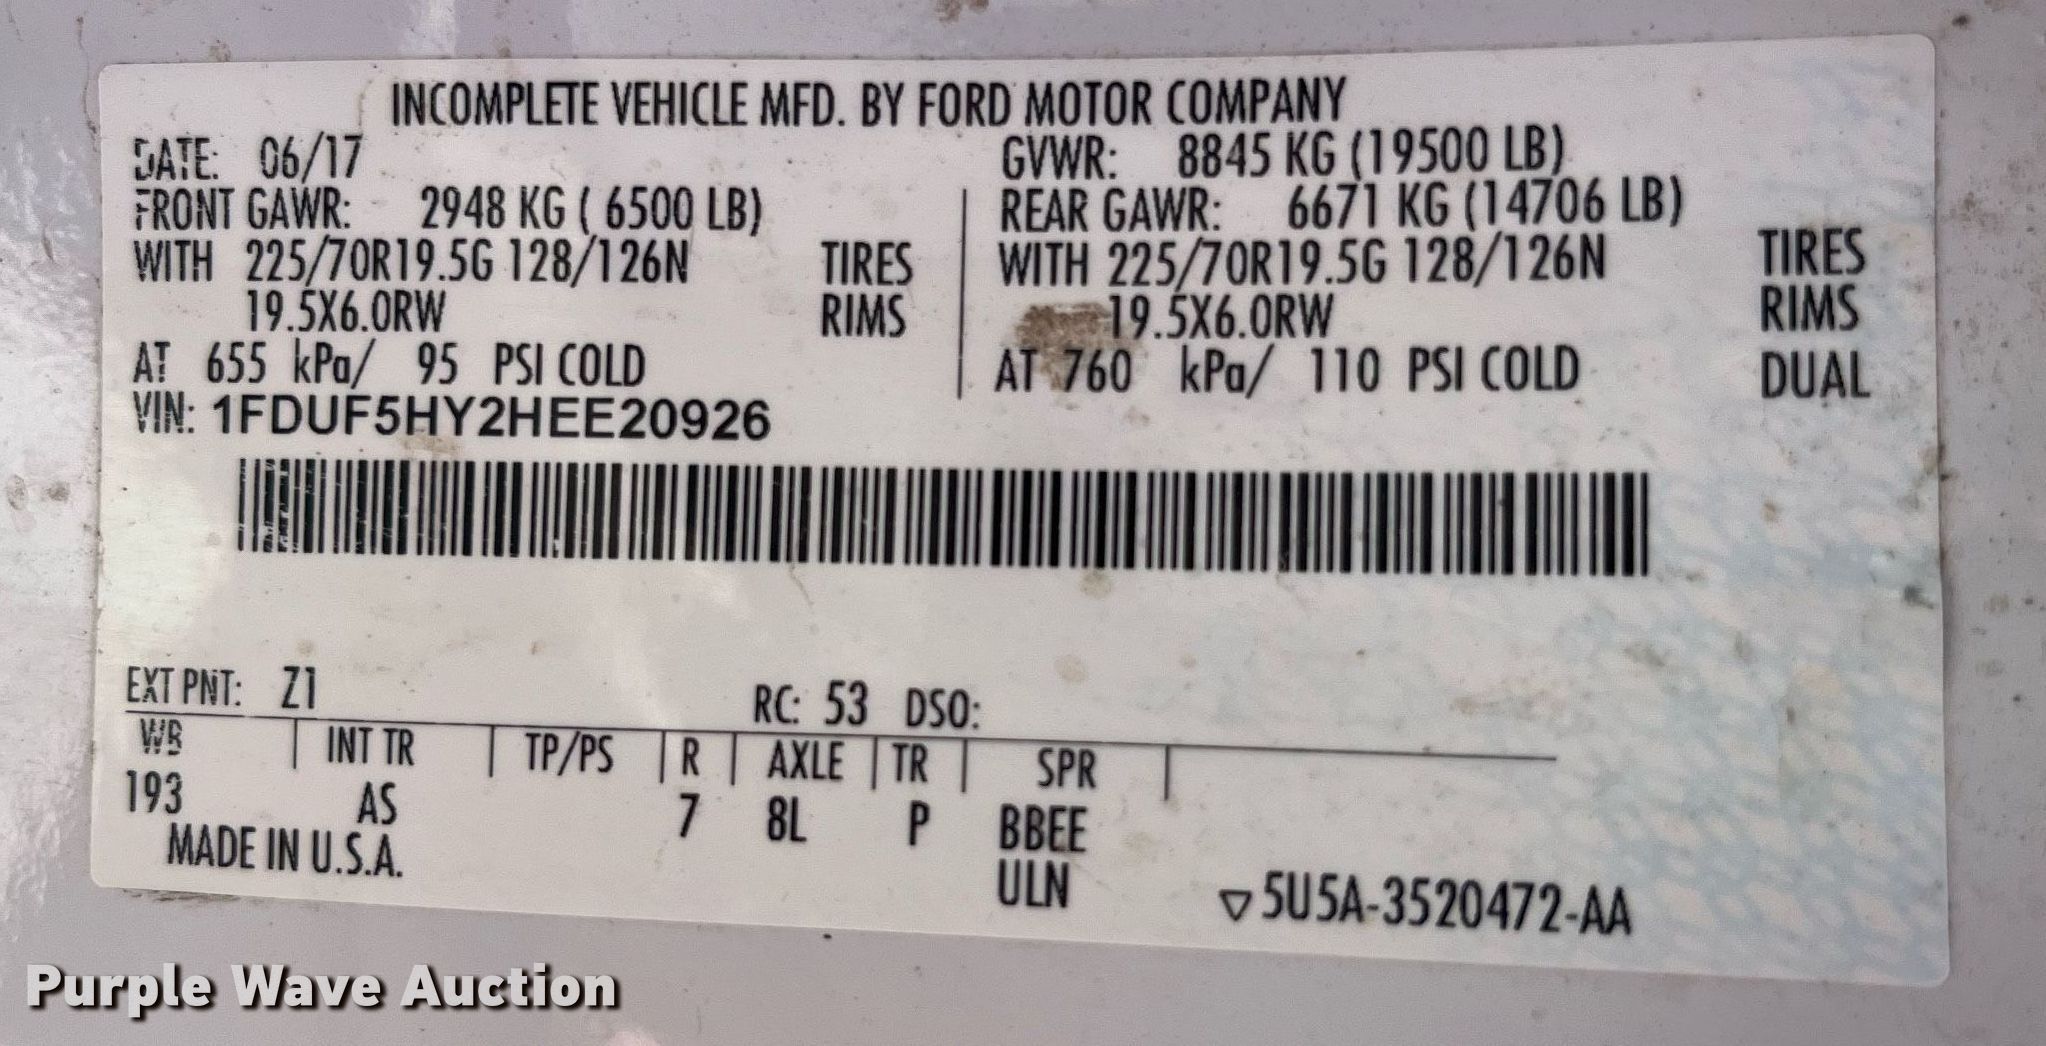 INCOMPLETE VEHICLE MFD. BY FORD MOTOR COMPANY
DATE: 06/17 GVWR: 8845 KG (19500 LB)
FRONT GAWR: 2948 KG ( 6500 LB) REAR GAWR: 6671 KG (14706 LB)
WITH 225/70R19.5G 128/126N TIRES WITH 225/70R19.5G 128/126N TIRES
19.5X6.0RW RIMS 19.5X6.0RW RIMS
AT 655 kPa/ 95 PSI COLD AT 760 kPa/ 110 PSI COLD DUAL
VIN: 1FDUF5HY2HEE20926
EXT PNT: Z1 RC: 53 DSO:
WB INT TR TP/PS R AXLE TR SPR
193 AS 7 8L P BBEE
MADE IN U.S.A. ULN
▽5U5A-3520472-AA
Purple Wave Auction